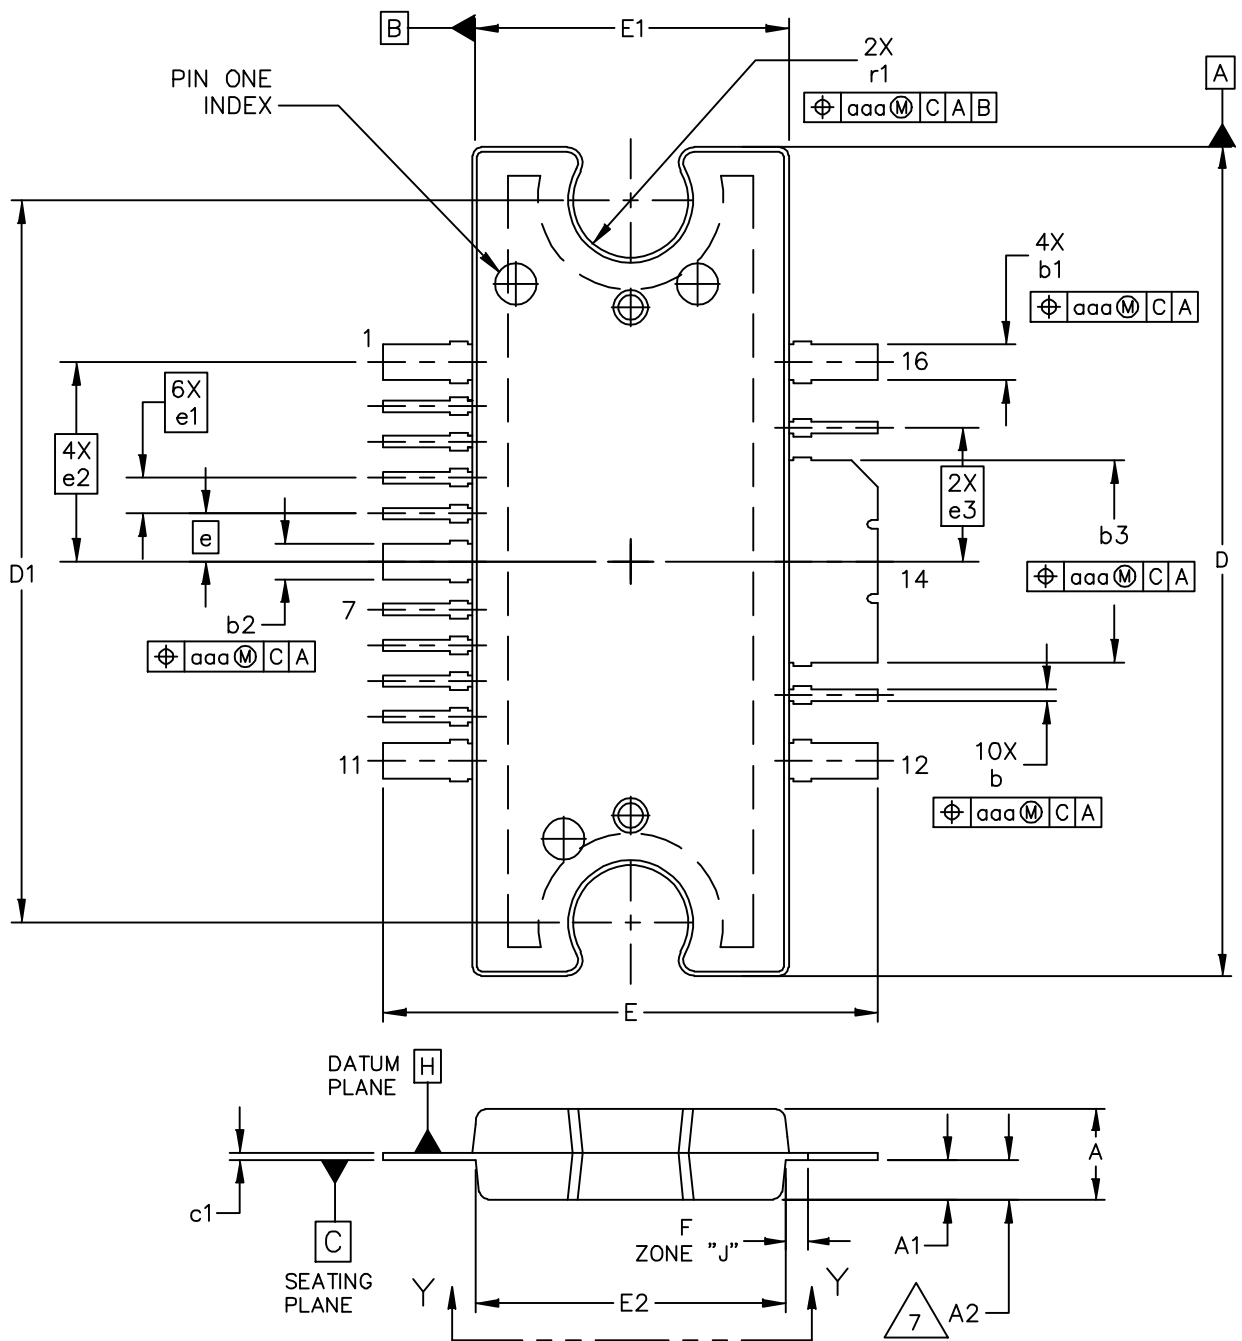 B
E1
2X
r1
⌖ aaa Ⓜ C A B
A
PIN ONE
INDEX
4X
b1
⌖ aaa Ⓜ C A
1
16
6X
e1
4X
e2
2X
e3
e
b3
⌖ aaa Ⓜ C A
D1
D
14
7
b2
⌖ aaa Ⓜ C A
10X
b
⌖ aaa Ⓜ C A
11
12
E
DATUM
PLANE
H
A
c1
C
SEATING
PLANE
F
ZONE "J"
A1
Y
Y
E2
7
A2